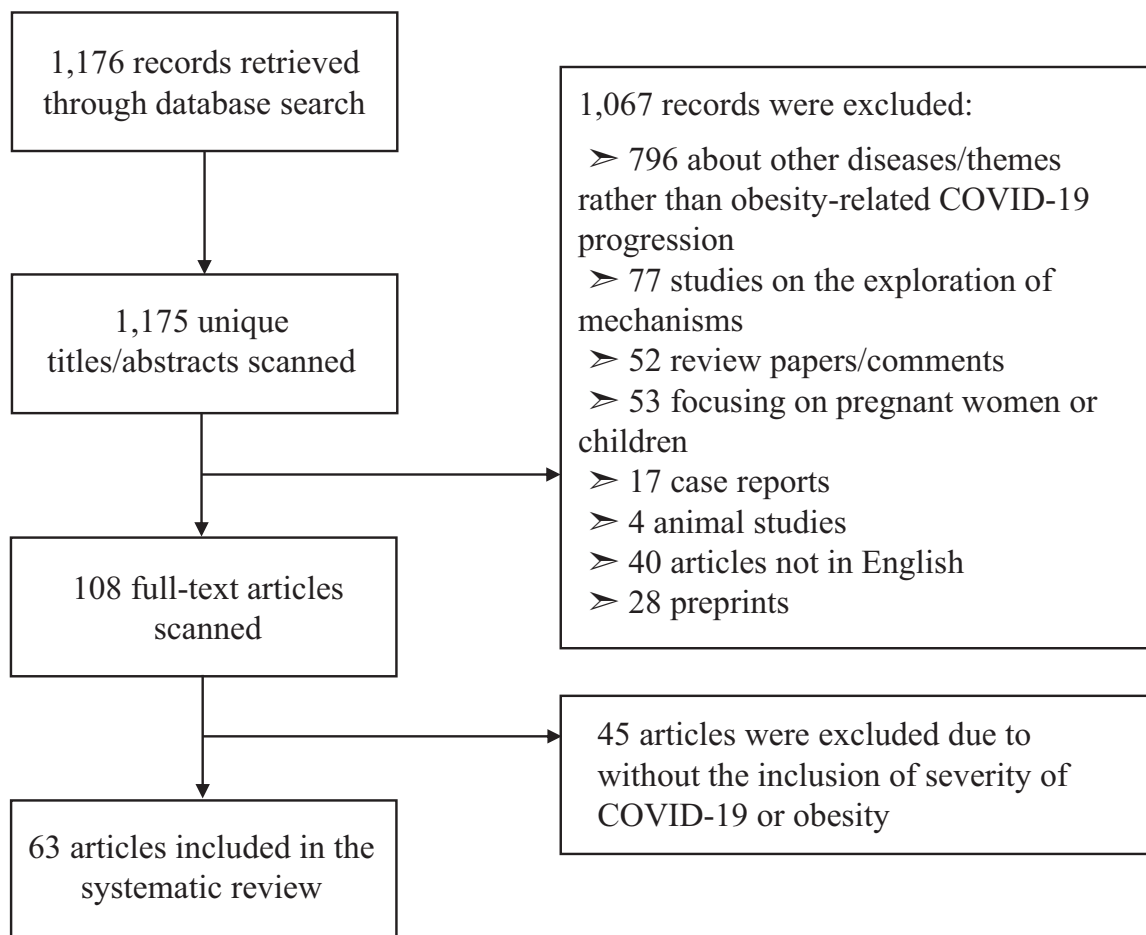 1,176 records retrieved
through database search
1,175 unique
titles/abstracts scanned
1,067 records were excluded:
➢ 796 about other diseases/themes
rather than obesity-related COVID-19
progression
➢ 77 studies on the exploration of
mechanisms
➢ 52 review papers/comments
➢ 53 focusing on pregnant women or
children
➢ 17 case reports
➢ 4 animal studies
➢ 40 articles not in English
➢ 28 preprints
108 full-text articles
scanned
45 articles were excluded due to
without the inclusion of severity of
COVID-19 or obesity
63 articles included in the
systematic review